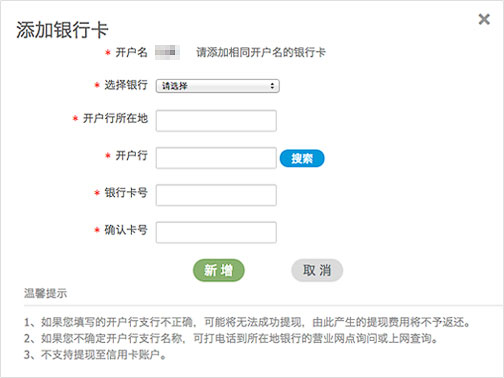 添加银行卡
* 开户名 请添加相同开户名的银行卡
* 选择银行 请选择
* 开户行所在地
* 开户行 搜索
* 银行卡号
* 确认卡号
新增 取消
温馨提示
1、如果您填写的开户行支行不正确，可能将无法成功提现，由此产生的提现费用将不予返还。
2、如果您不确定开户行支行名称，可打电话到所在地银行的营业网点询问或上网查询。
3、不支持提现至信用卡账户。